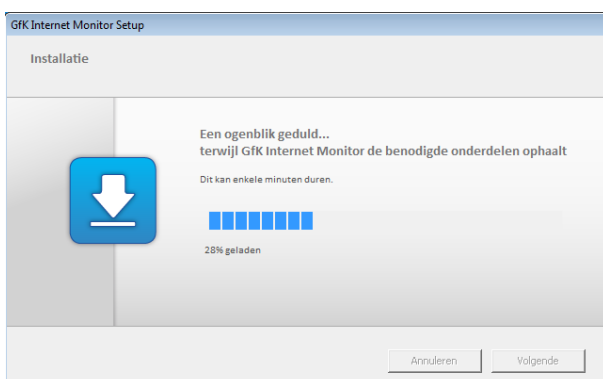 GfK Internet Monitor Setup
Installatie
Een ogenblik geduld...
terwijl GfK Internet Monitor de benodigde onderdelen ophaalt
Dit kan enkele minuten duren.
28% geladen
Annuleren
Volgende